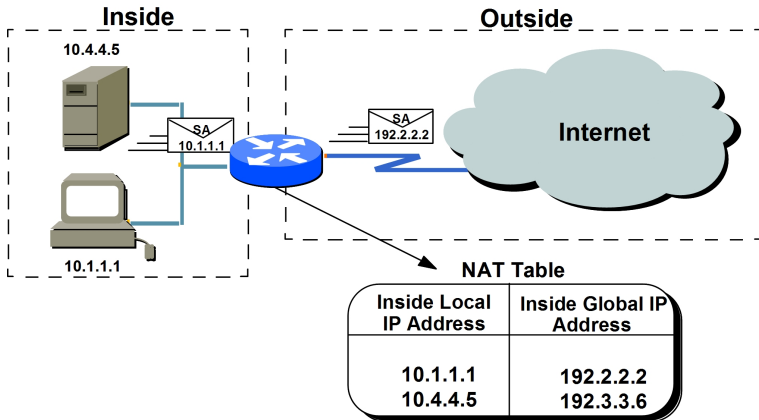 Inside
Outside
10.4.4.5
SA
10.1.1.1
SA
192.2.2.2
Internet
10.1.1.1
NAT Table
Inside Local
IP Address
Inside Global IP
Address
10.1.1.1
192.2.2.2
10.4.4.5
192.3.3.6